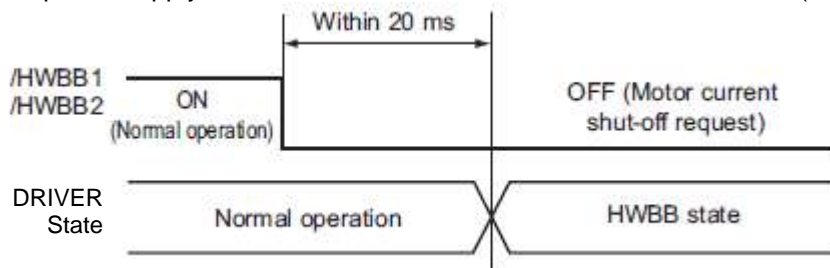 Within 20 ms
/HWBB1
/HWBB2
ON
(Normal operation)
OFF (Motor current
shut-off request)
DRIVER
State
Normal operation
HWBB state